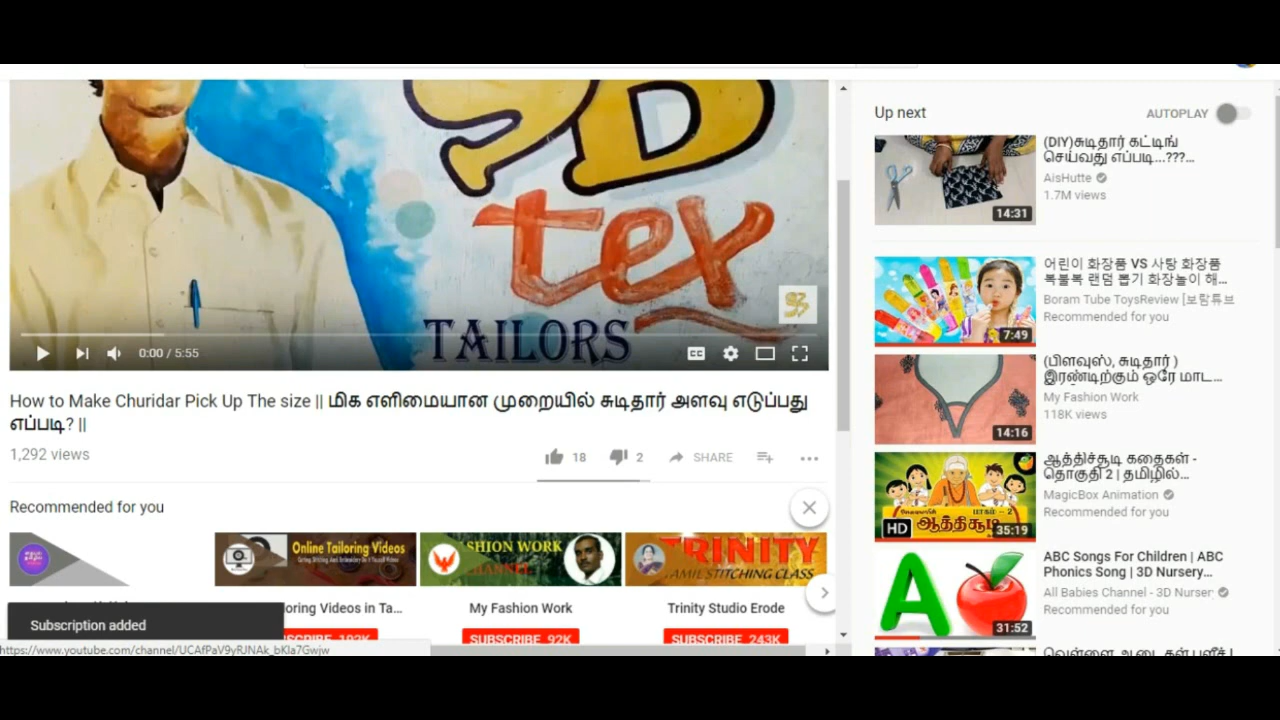 SB
tex
TAILORS
0:00 / 5:55
How to Make Churidar Pick Up The size || மிக எளிமையான முறையில் சுடிதார் அளவு எடுப்பது
எப்படி? ||
1,292 views
18
2
SHARE
Recommended for you
Online Tailoring Videos
SHION WORK
CHANNEL
TRINITY
TAMIL STITCHING CLASS
loring Videos in Ta...
My Fashion Work
Trinity Studio Erode
SUBSCRIBE 192K
SUBSCRIBE 92K
SUBSCRIBE 243K
Subscription added
https://www.youtube.com/channel/UCAfPaV9yRJNAk_bKla7Gwjw
Up next
AUTOPLAY
(DIY)சுடிதார் கட்டிங்
செய்வது எப்படி...???...
AisHutte
1.7M views
14:31
어린이 화장품 VS 사탕 화장품
복불복 랜덤 뽑기 화장놀이 해...
Boram Tube ToysReview [보람튜브
Recommended for you
7:49
(பிளவுஸ், சுடிதார் )
இரண்டிற்கும் ஒரே மாட...
My Fashion Work
118K views
14:16
ஆத்திச்சூடி கதைகள் -
தொகுதி 2 | தமிழில்...
MagicBox Animation
Recommended for you
பாகம் - 2
ஆத்திசூடி
HD
35:19
ABC Songs For Children | ABC
Phonics Song | 3D Nursery...
All Babies Channel - 3D Nurser
Recommended for you
A
31:52